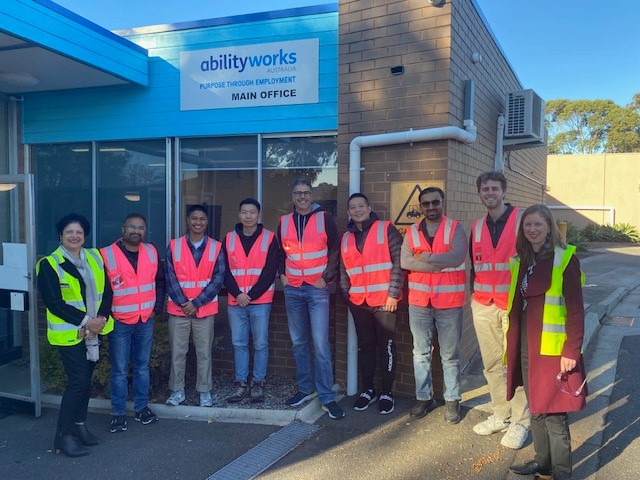 abilityworks
AUSTRALIA
PURPOSE THROUGH EMPLOYMENT
MAIN OFFICE